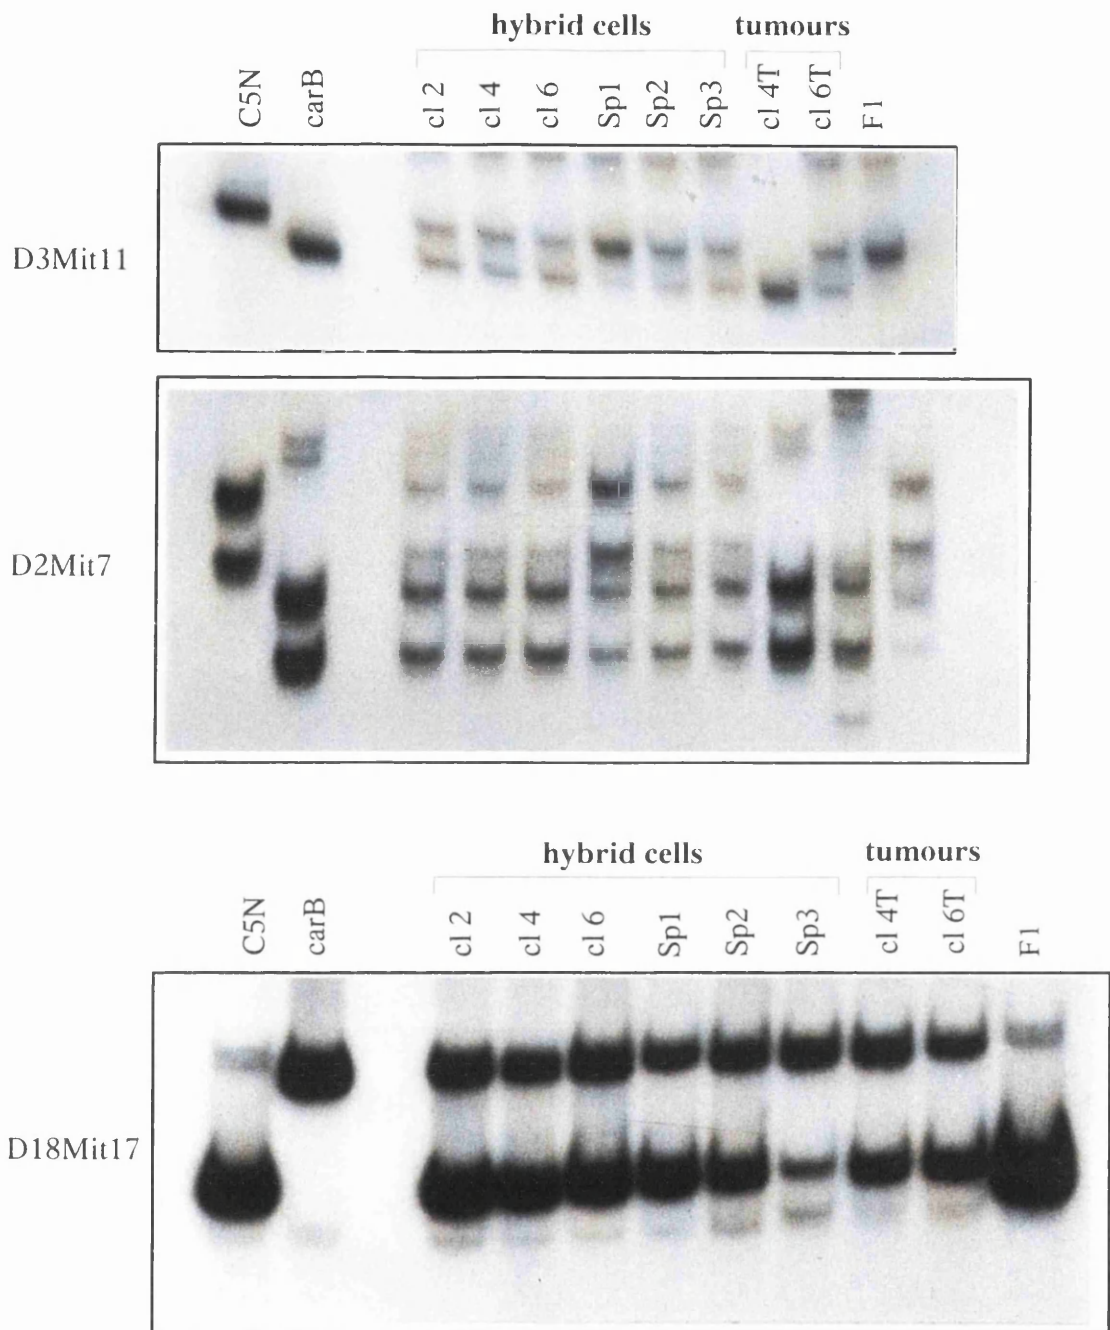 hybrid cells tumours
C5N carB cl 2 cl 4 cl 6 Sp1 Sp2 Sp3 cl 4T cl 6T F1
D3Mit11
D2Mit7
hybrid cells tumours
C5N carB cl 2 cl 4 cl 6 Sp1 Sp2 Sp3 cl 4T cl 6T F1
D18Mit17